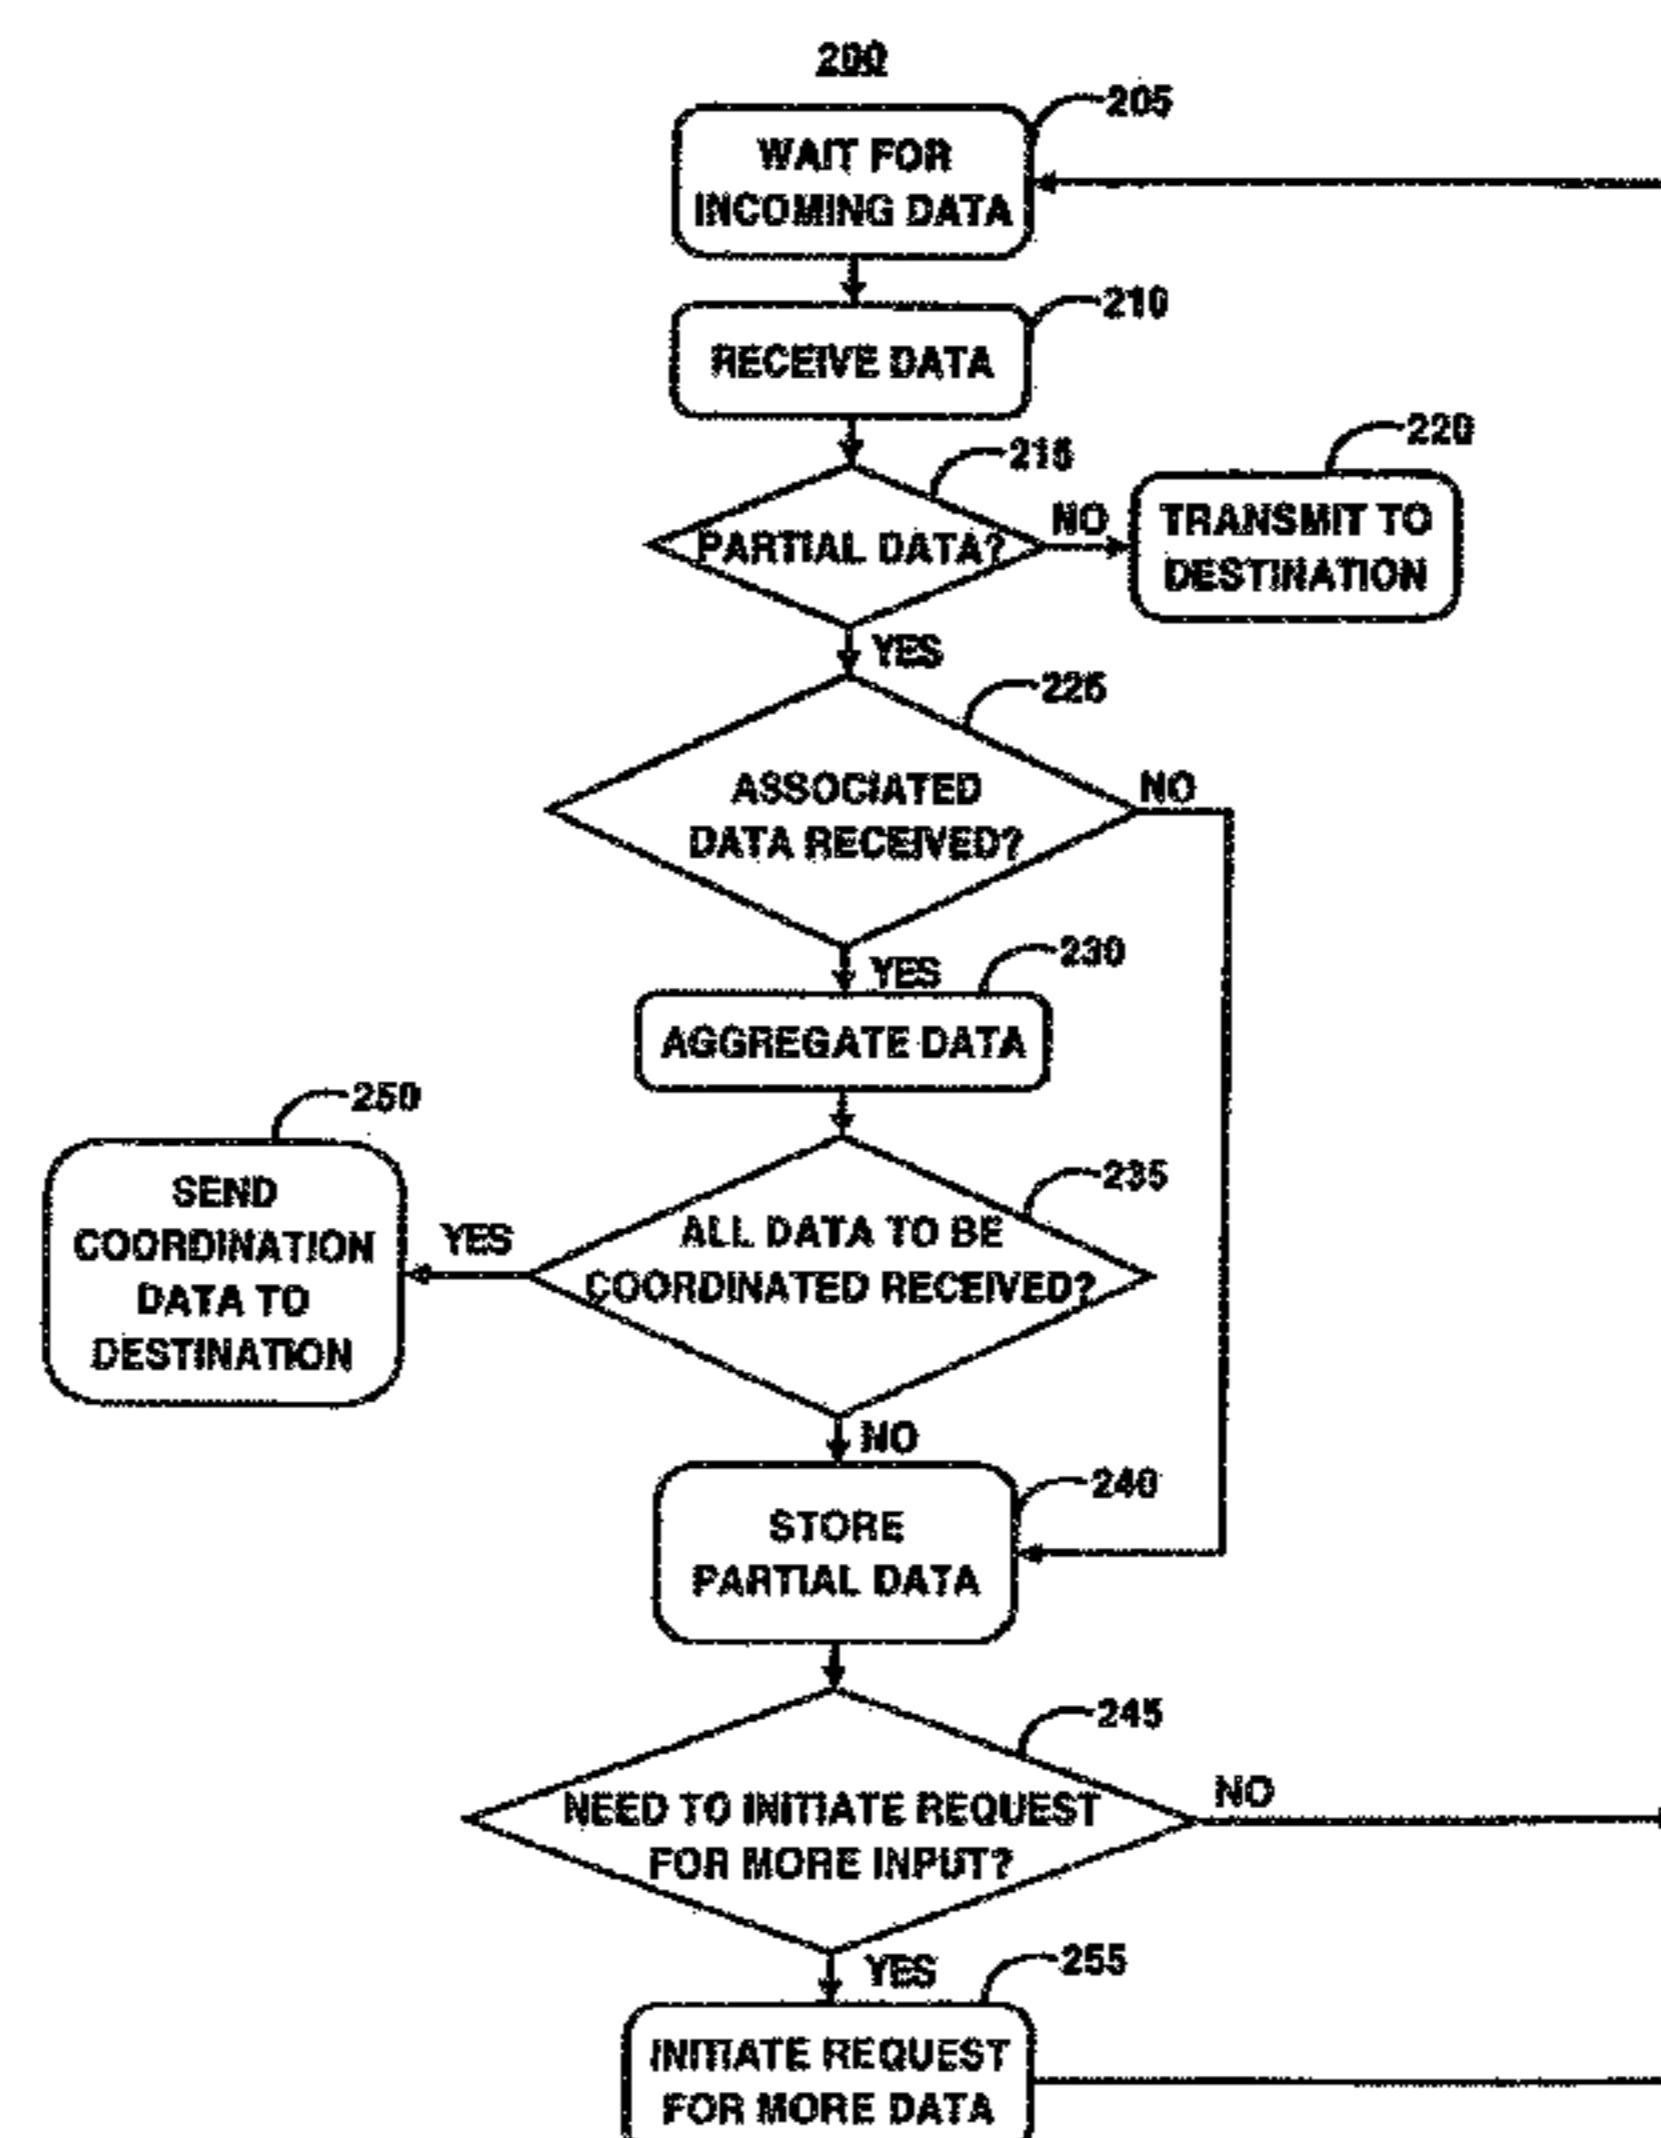 200
205
WAIT FOR
INCOMING DATA
210
RECEIVE DATA
215
220
PARTIAL DATA?
NO
TRANSMIT TO
DESTINATION
YES
225
ASSOCIATED
DATA RECEIVED?
NO
YES
230
AGGREGATE DATA
250
235
SEND
COORDINATION
DATA TO
DESTINATION
YES
ALL DATA TO BE
COORDINATED RECEIVED?
NO
240
STORE
PARTIAL DATA
245
NEED TO INITIATE REQUEST
FOR MORE INPUT?
NO
YES
255
INITIATE REQUEST
FOR MORE DATA